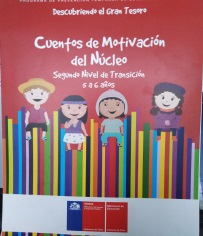 Descubriendo el Gran Tesoro
Cuentos de Motivación
del Núcleo
Segundo Nivel de Transición
5 a 6 años